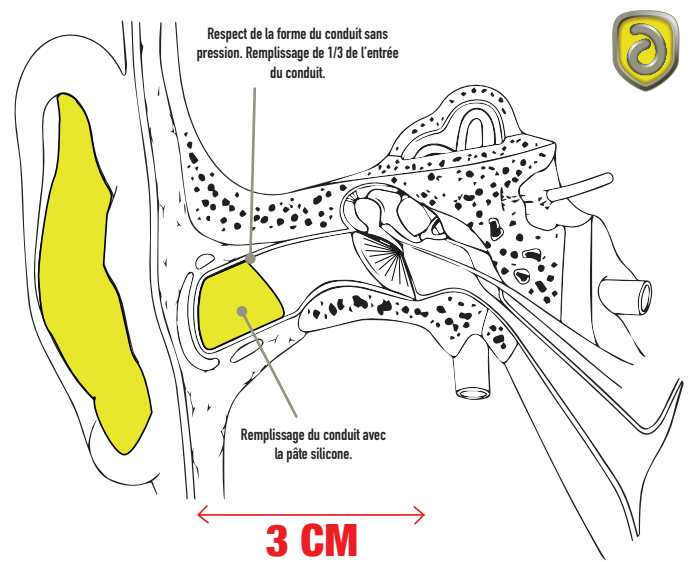 Respect de la forme du conduit sans
pression. Remplissage de 1/3 de l'entrée
du conduit.
Remplissage du conduit avec
la pâte silicone.
3 CM